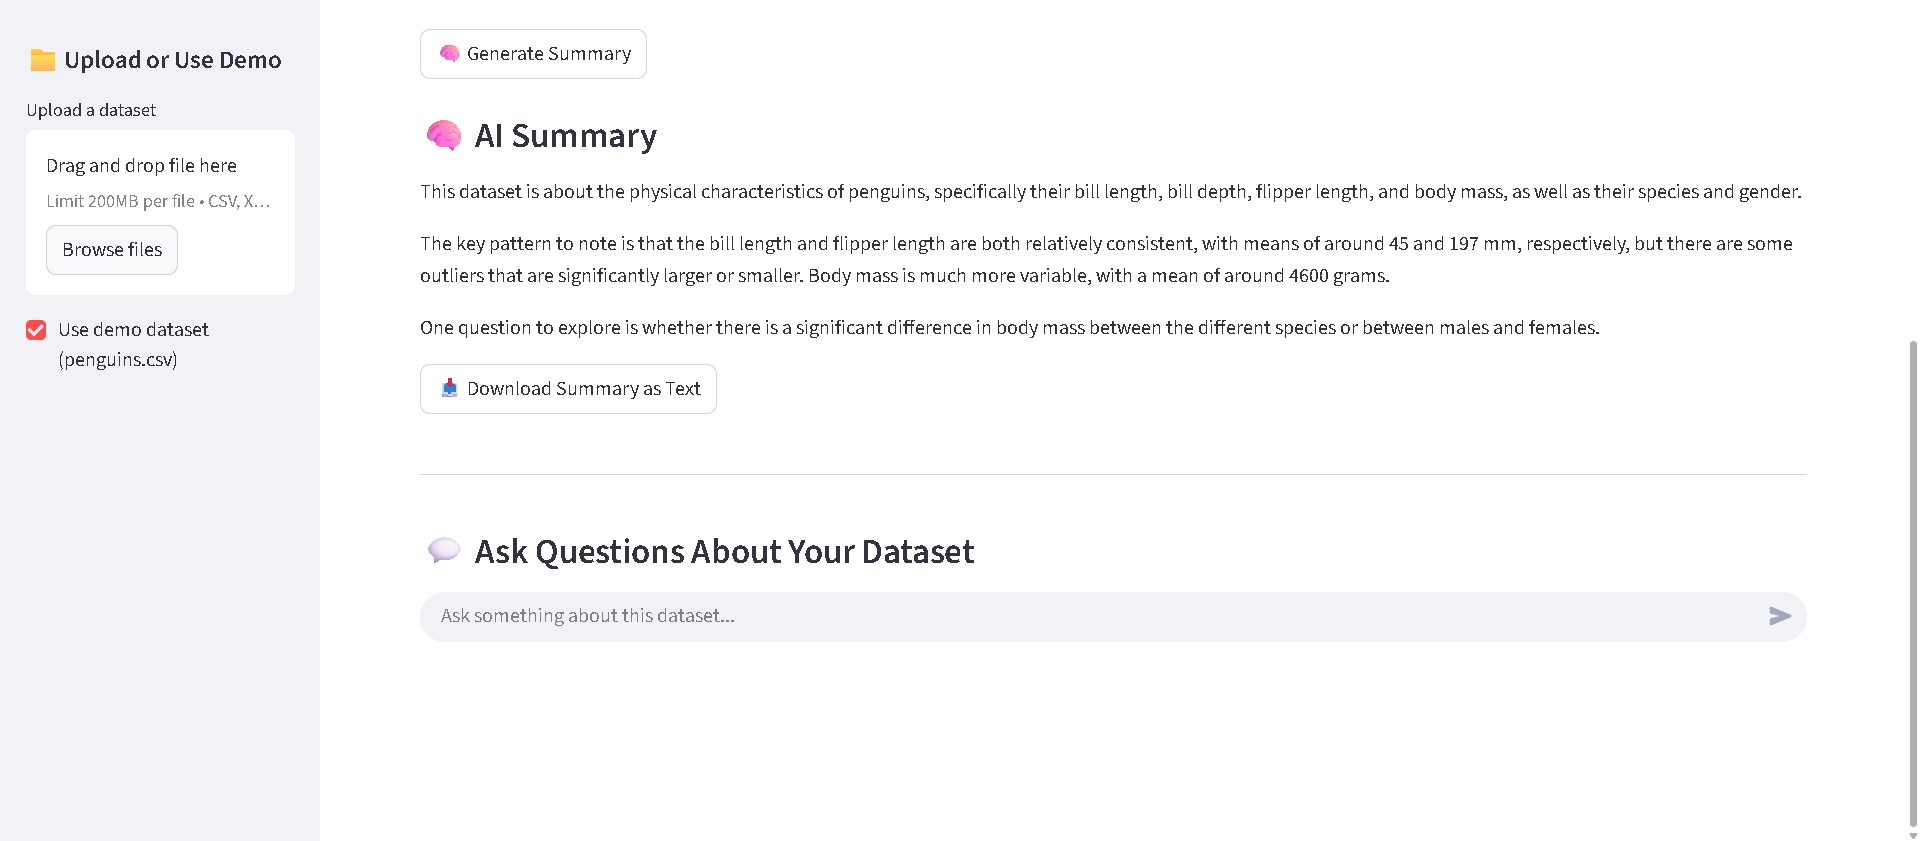 Upload or Use Demo
Upload a dataset
Drag and drop file here
Limit 200MB per file • CSV, X...
Browse files
Use demo dataset
(penguins.csv)
Generate Summary
AI Summary
This dataset is about the physical characteristics of penguins, specifically their bill length, bill depth, flipper length, and body mass, as well as their species and gender.
The key pattern to note is that the bill length and flipper length are both relatively consistent, with means of around 45 and 197 mm, respectively, but there are some
outliers that are significantly larger or smaller. Body mass is much more variable, with a mean of around 4600 grams.
One question to explore is whether there is a significant difference in body mass between the different species or between males and females.
Download Summary as Text
Ask Questions About Your Dataset
Ask something about this dataset...